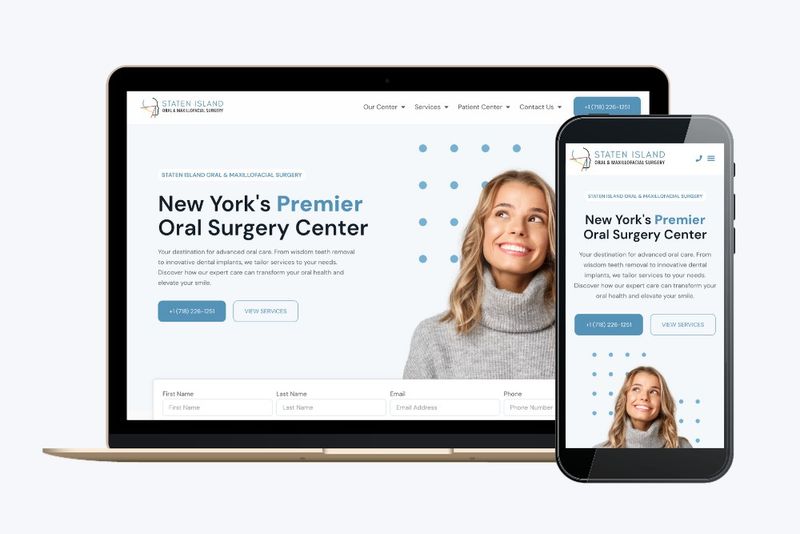 STATEN ISLAND
ORAL & MAXILLOFACIAL SURGERY
Our Center Services Patient Center Contact Us +1 (718) 226-1251
STATEN ISLAND ORAL & MAXILLOFACIAL SURGERY
New York's Premier
Oral Surgery Center
Your destination for advanced oral care. From wisdom teeth removal
to innovative dental implants, we tailor services to your needs.
Discover how our expert care can transform your oral health and
elevate your smile.
+1 (718) 226-1251 VIEW SERVICES
First Name Last Name Email Phone
First Name Last Name Email Address Phone Number
STATEN ISLAND
ORAL & MAXILLOFACIAL SURGERY
STATEN ISLAND ORAL & MAXILLOFACIAL SURGERY
New York's Premier
Oral Surgery Center
Your destination for advanced oral care. From
wisdom teeth removal to innovative dental
implants, we tailor services to your needs.
Discover how our expert care can transform your
oral health and elevate your smile.
+1 (718) 226-1251 VIEW SERVICES